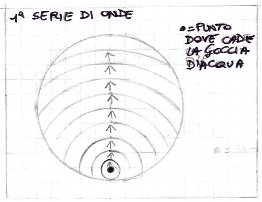 1ª SERIE DI ONDE
•=PUNTO
DOVE CADE
LA GOCCIA
D'ACQUA